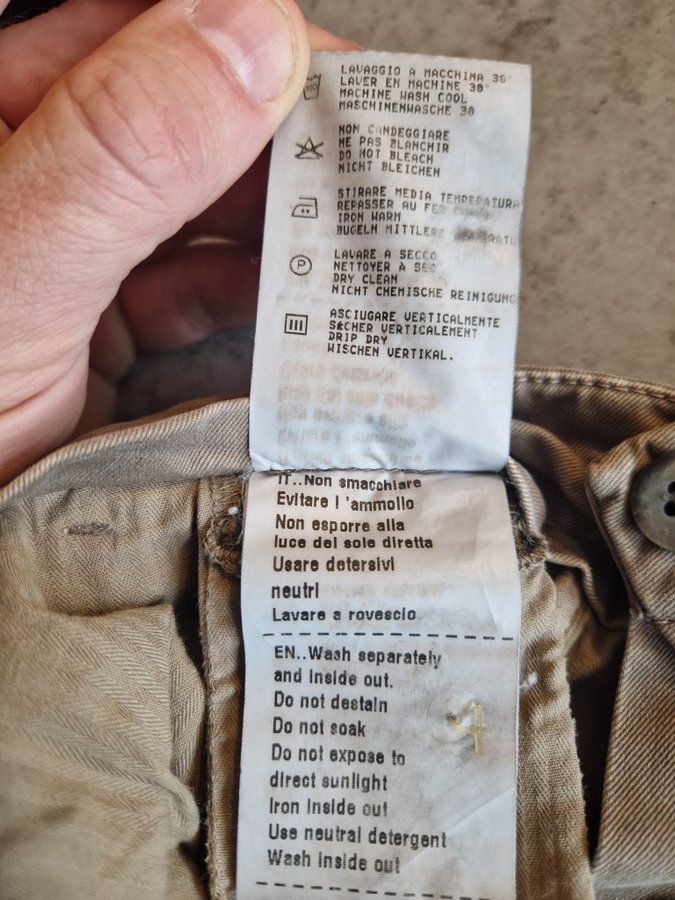 LAVAGGIO A MACCHINA 30°
LAVER EN MACHINE 30°
MACHINE WASH COOL
MASCHINENWASCHE 30
NON CANDEGGIARE
NE PAS BLANCHIR
DO NOT BLEACH
NICHT BLEICHEN
STIRARE MEDIA TEMPERATURA
REPASSER AU FER
IRON WARM
BUGELN MITTLERE
P
LAVARE A SECCO
NETTOYER A SEC
DRY CLEAN
NICHT CHEMISCHE REINIGUNG
ASCIUGARE VERTICALMENTE
SÉCHER VERTICALEMENT
DRIP DRY
WISCHEN VERTIKAL.
IT..Non smacchiare
Evitare l 'ammollo
Non esporre alla
luce del sole diretta
Usare detersivi
neutri
Lavare a rovescio
EN..Wash separately
and inside out.
Do not destain
Do not soak
Do not expose to
direct sunlight
Iron inside out
Use neutral detergent
Wash inside out